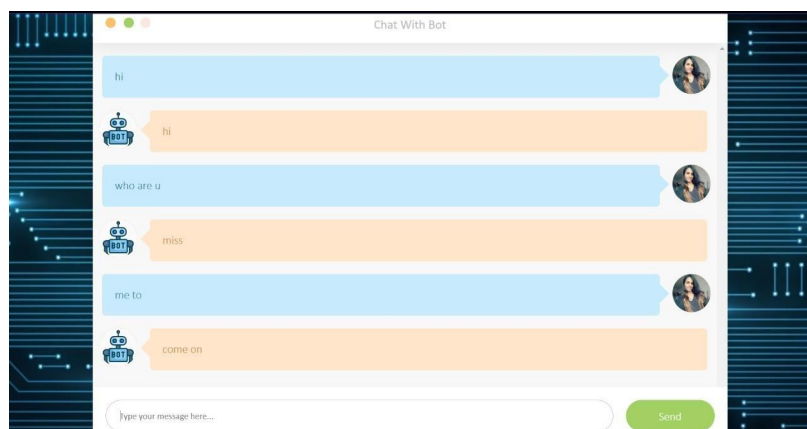 Chat With Bot
hi
BOT
hi
who are u
BOT
miss
me to
BOT
come on
Type your message here...
Send